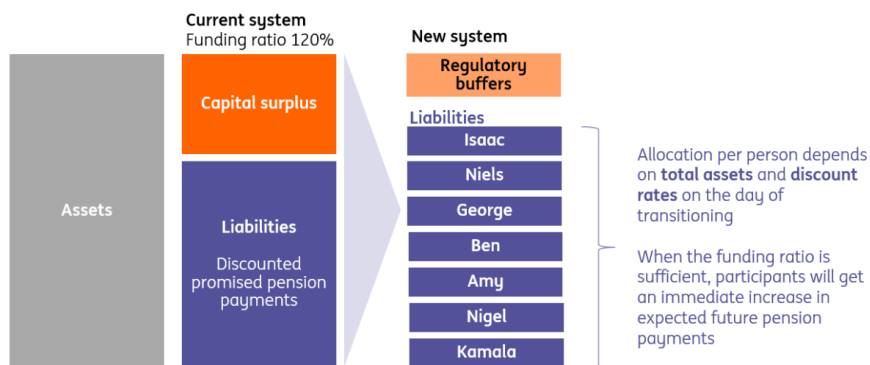 Current system
Funding ratio 120%
New system
Assets
Capital surplus
Liabilities
Discounted
promised pension
payments
Regulatory
buffers
Liabilities
Isaac
Niels
George
Ben
Amy
Nigel
Kamala
Allocation per person depends
on total assets and discount
rates on the day of
transitioning
When the funding ratio is
sufficient, participants will get
an immediate increase in
expected future pension
payments